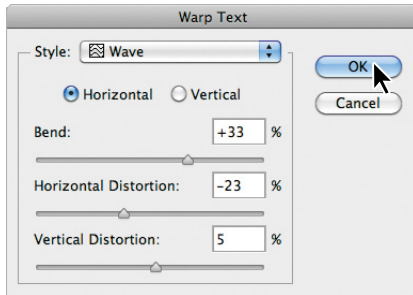 Warp Text
Style: Wave
OK
Horizontal Vertical
Cancel
Bend: +33 %
Horizontal Distortion: -23 %
Vertical Distortion: 5 %